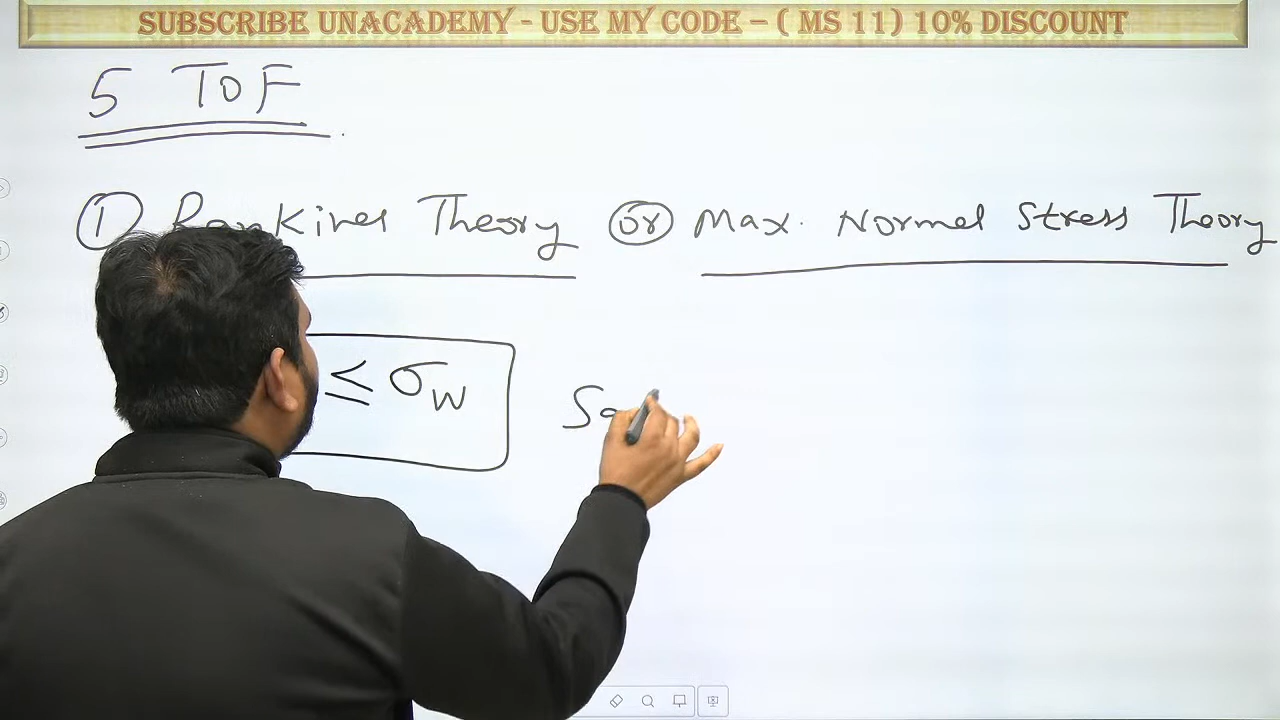 SUBSCRIBE UNACADEMY - USE MY CODE – ( MS 11 ) 10% DISCOUNT
5 TOF
① Rankines Theory or Max. Normal Stress Theory
≤ σw